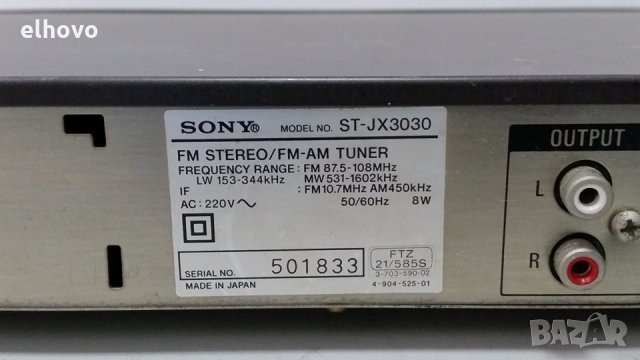 elhovo
SONY® MODEL NO. ST-JX3030
FM STEREO/FM-AM TUNER
FREQUENCY RANGE : FM 87.5-108MHz
LW 153-344kHz MW 531-1602kHz
IF : FM10.7MHz AM450kHz
AC : 220V～ 50/60Hz 8W
SERIAL NO. 501833
FTZ
21/585S
3-703-590-02
MADE IN JAPAN 4-904-525-01
OUTPUT
L
R
BAZAR